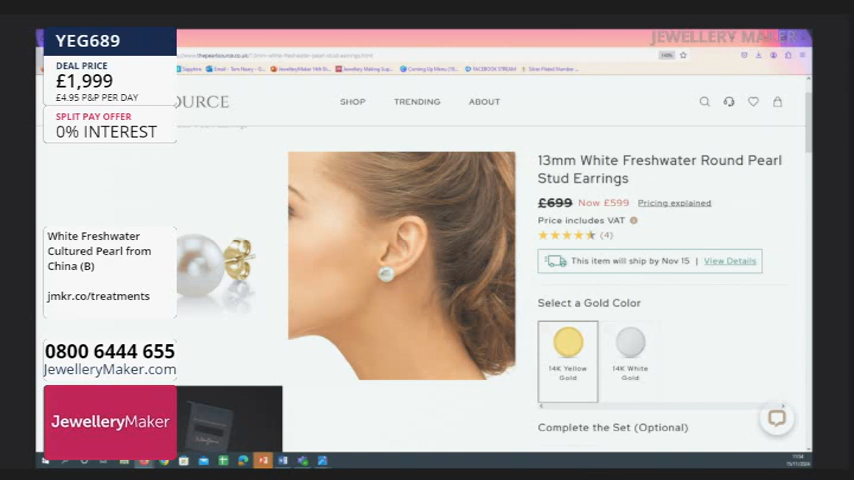 JEWELLERY MAKER
YEG689
DEAL PRICE
£1,999
£4.95 P&P PER DAY
SPLIT PAY OFFER
0% INTEREST
White Freshwater
Cultured Pearl from
China (B)
jmkr.co/treatments
0800 6444 655
JewelleryMaker.com
JewelleryMaker
OURCE
SHOP
TRENDING
ABOUT
13mm White Freshwater Round Pearl
Stud Earrings
£699 Now £599 Pricing explained
Price includes VAT
(4)
This item will ship by Nov 15 | View Details
Select a Gold Color
14K Yellow
Gold
14K White
Gold
Complete the Set (Optional)